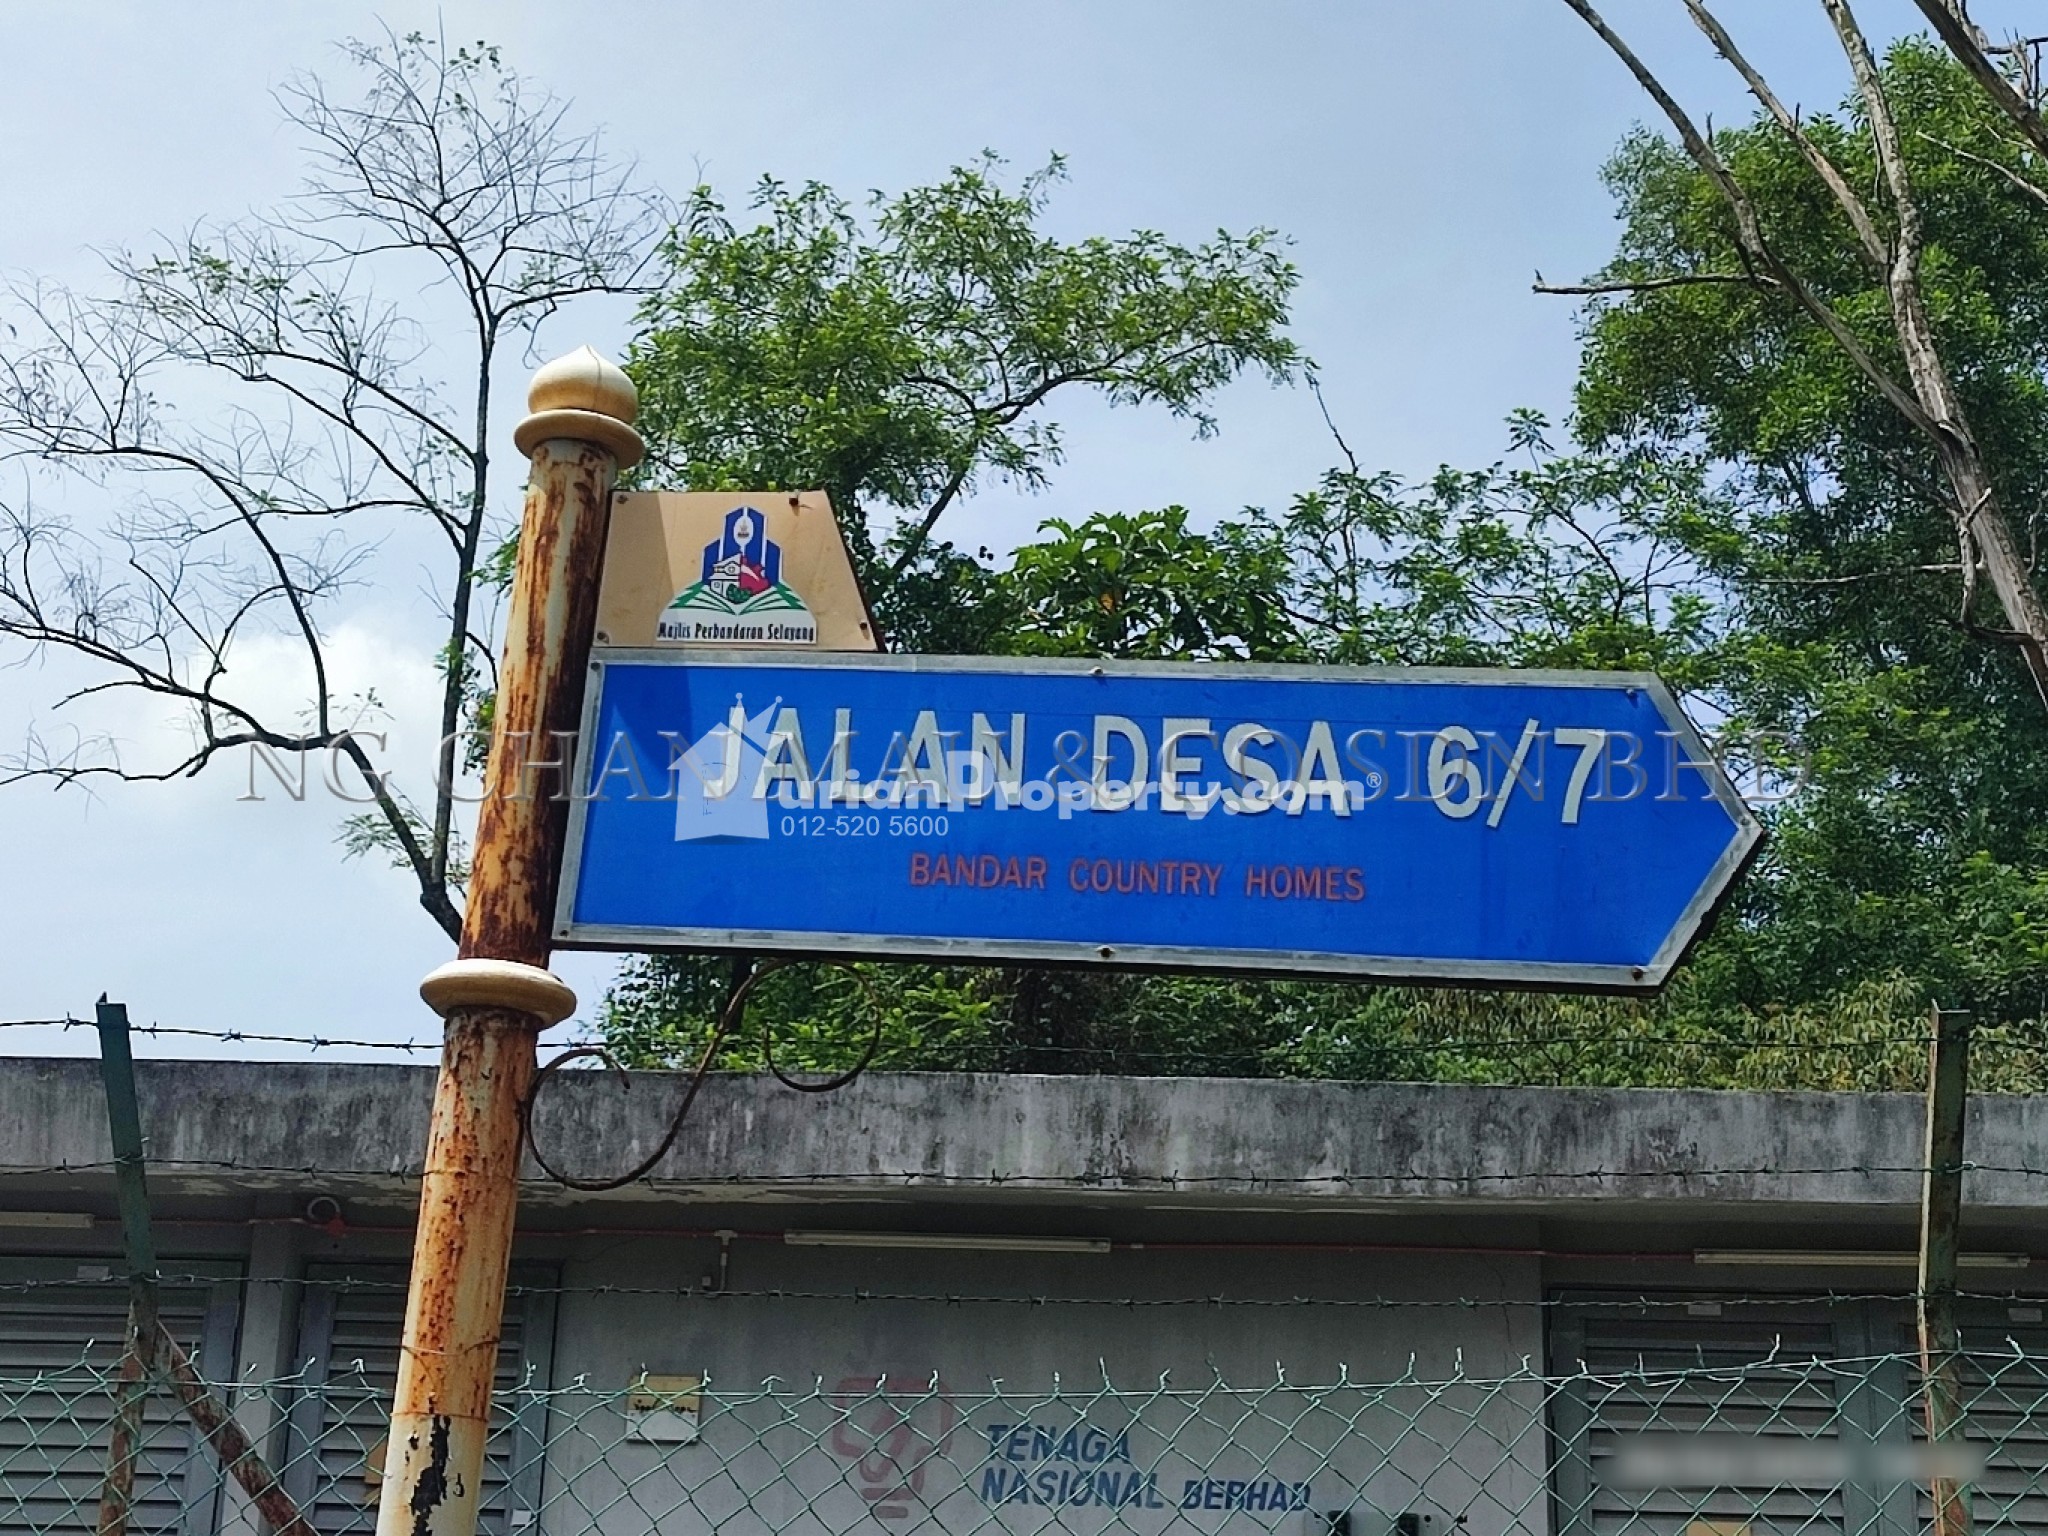 Majlis Perbandaran Selayang
JALAN DESA 6/7
NG CHAN MAH & CO SDN BHD
DurianProperty.com®
012-520 5600
BANDAR COUNTRY HOMES
TENAGA
NASIONAL BERHAD